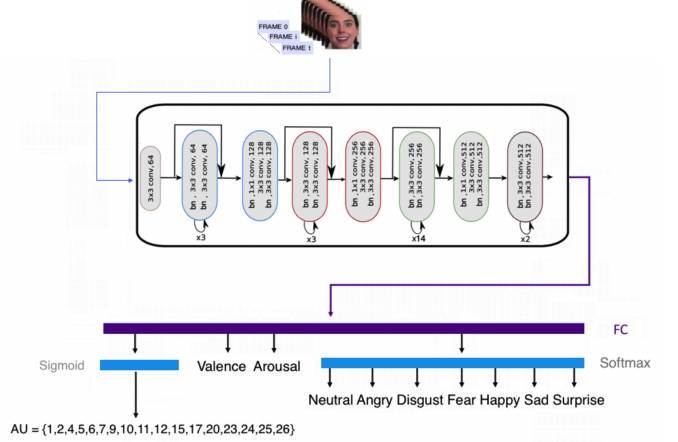 FRAME 0
FRAME i
FRAME t
3x3 conv, 64
bn , 3x3 conv, 64
bn , 3x3 conv, 64
x3
bn ,1x1 conv, 128
bn ,3x3 conv, 128
bn ,3x3 conv, 128
bn ,3x3 conv, 128
bn ,3x3 conv, 128
x3
bn ,1x1 conv, 256
bn ,3x3 conv, 256
bn ,3x3 conv, 256
bn ,3x3 conv, 256
bn ,3x3 conv, 256
x14
bn ,1x1 conv,512
bn ,3x3 conv,512
bn ,3x3 conv,512
bn ,3x3 conv,512
bn ,3x3 conv,512
x2
FC
Sigmoid
Valence Arousal
Softmax
Neutral Angry Disgust Fear Happy Sad Surprise
AU = {1,2,4,5,6,7,9,10,11,12,15,17,20,23,24,25,26}